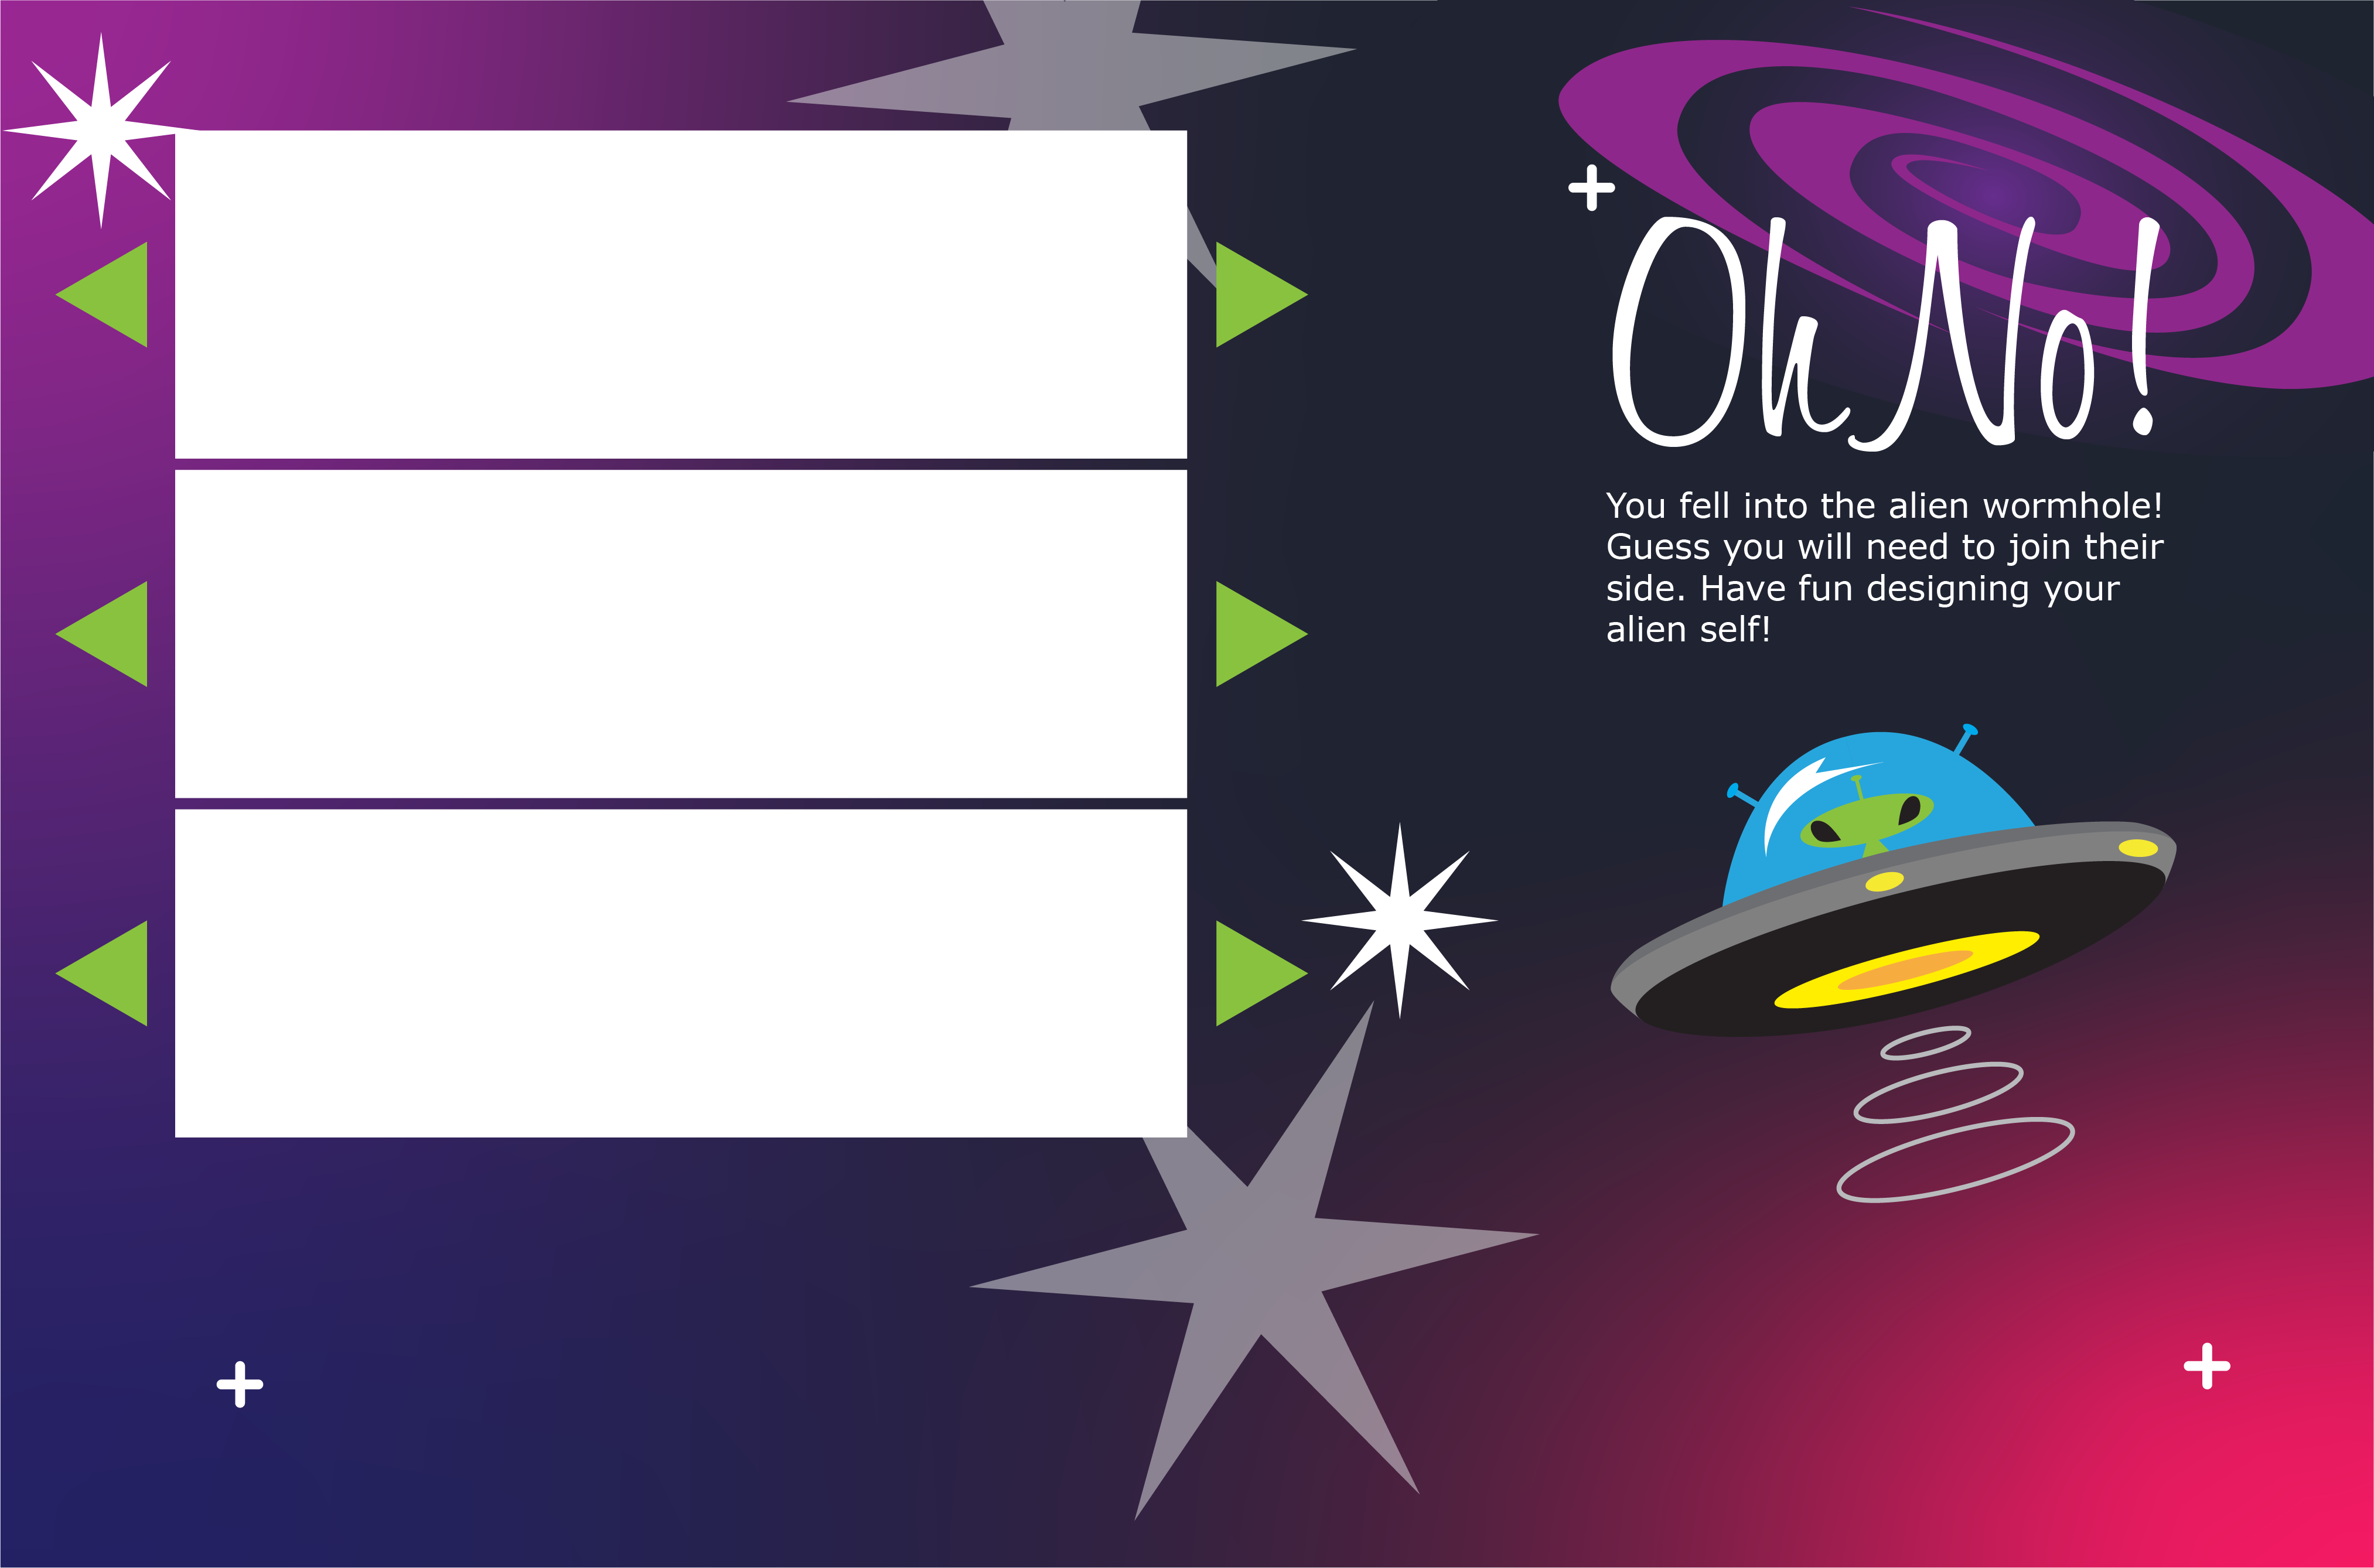 Oh No!
You fell into the alien wormhole!
Guess you will need to join their
side. Have fun designing your
alien self!